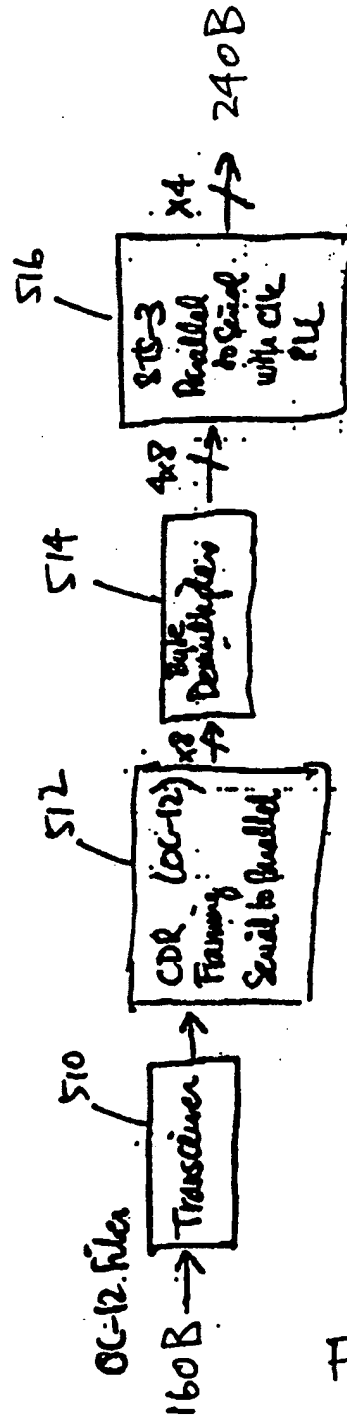 OC-12 Fiber
160B
510
Transceiver
512
CDR (OC-12)
Framing
Serial to Parallel
x8
514
Byte
Demultiplex
4x8
516
STS-3
Parallel
to Serial
with Clk
PLL
x4
240B